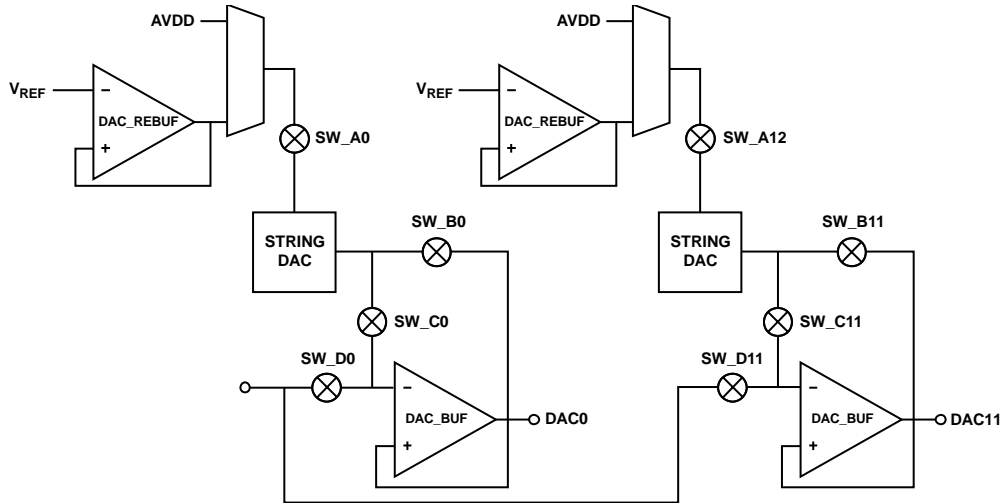 AVDD
AVDD
VREF
−
DAC_REBUF
+
SW_A0
VREF
−
DAC_REBUF
+
SW_A12
STRING
DAC
SW_B0
STRING
DAC
SW_B11
SW_C0
SW_C11
SW_D0
SW_D11
−
DAC_BUF
+
DAC0
−
DAC_BUF
+
DAC11